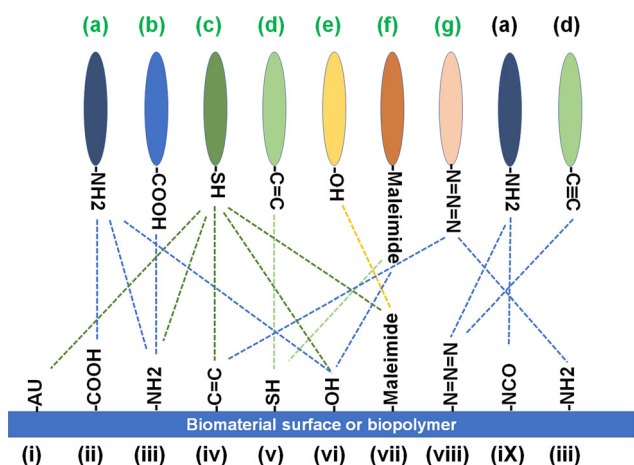 (a) (b) (c) (d) (e) (f) (g) (a) (d)
-NH2 -COOH -SH -C=C -OH -Maleimide -N=N=N -NH2 -C≡C
-AU -COOH -NH2 -C=C -SH -OH -Maleimide -N=N=N -NCO -NH2
Biomaterial surface or biopolymer
(i) (ii) (iii) (iv) (v) (vi) (vii) (viii) (iX) (iii)